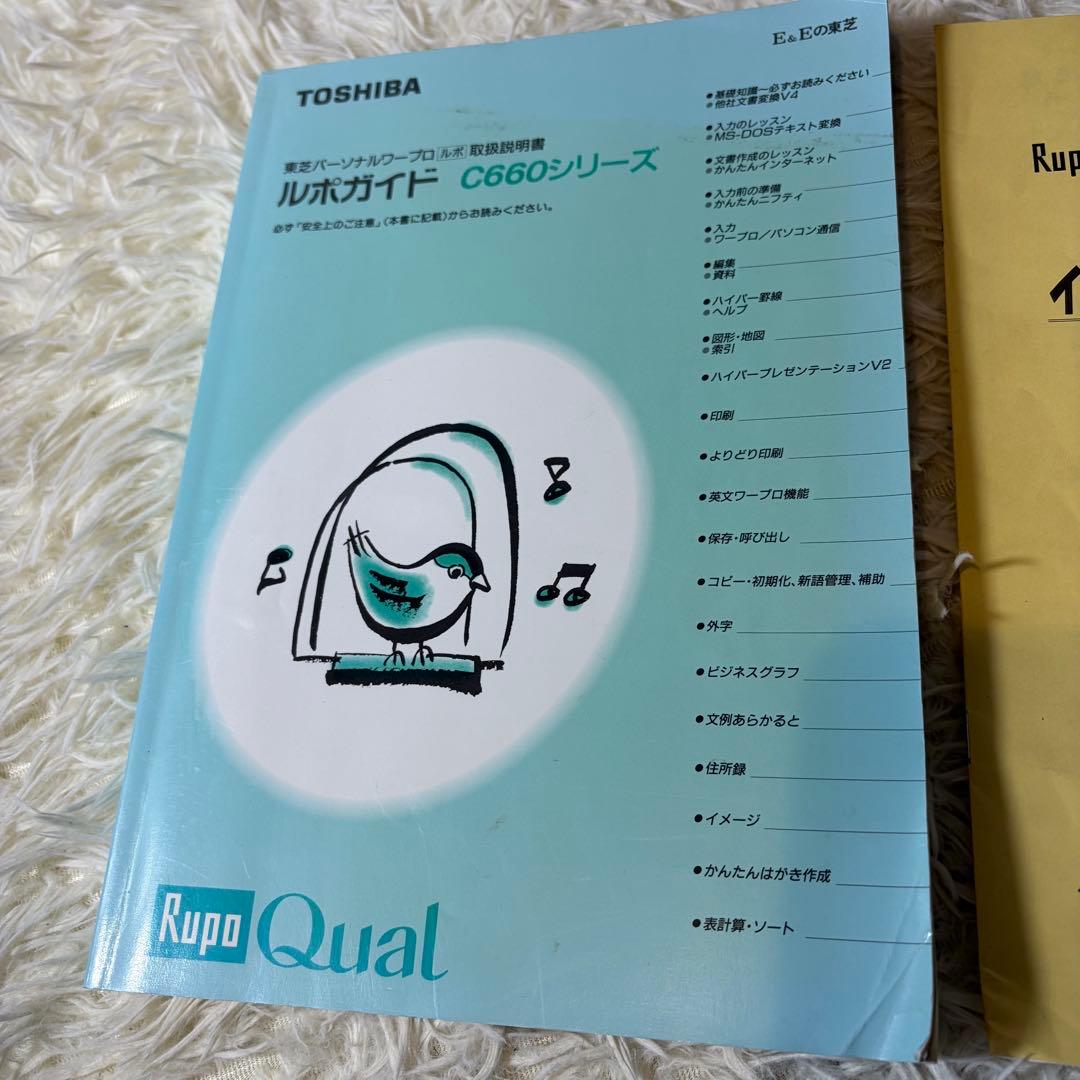 E&Eの東芝
TOSHIBA
東芝パーソナルワープロ ルポ 取扱説明書
ルポガイド C660シリーズ
必ず「安全上のご注意」(本書に記載)からお読みください。
●基礎知識～必ずお読みください
●他社文書変換V4
●入力のレッスン
●MS-DOSテキスト変換
●文書作成のレッスン
●かんたんインターネット
●入力前の準備
●かんたんニフティ
●入力
●ワープロ/パソコン通信
●編集
●資料
●ハイパー罫線
●ヘルプ
●図形・地図
●索引
●ハイパープレゼンテーションV2
●印刷
●よりどり印刷
●英文ワープロ機能
●保存・呼び出し
●コピー・初期化、新語管理、補助
●外字
●ビジネスグラフ
●文例あらかると
●住所録
●イメージ
●かんたんはがき作成
●表計算・ソート
Rupo Qual
Rup
イ